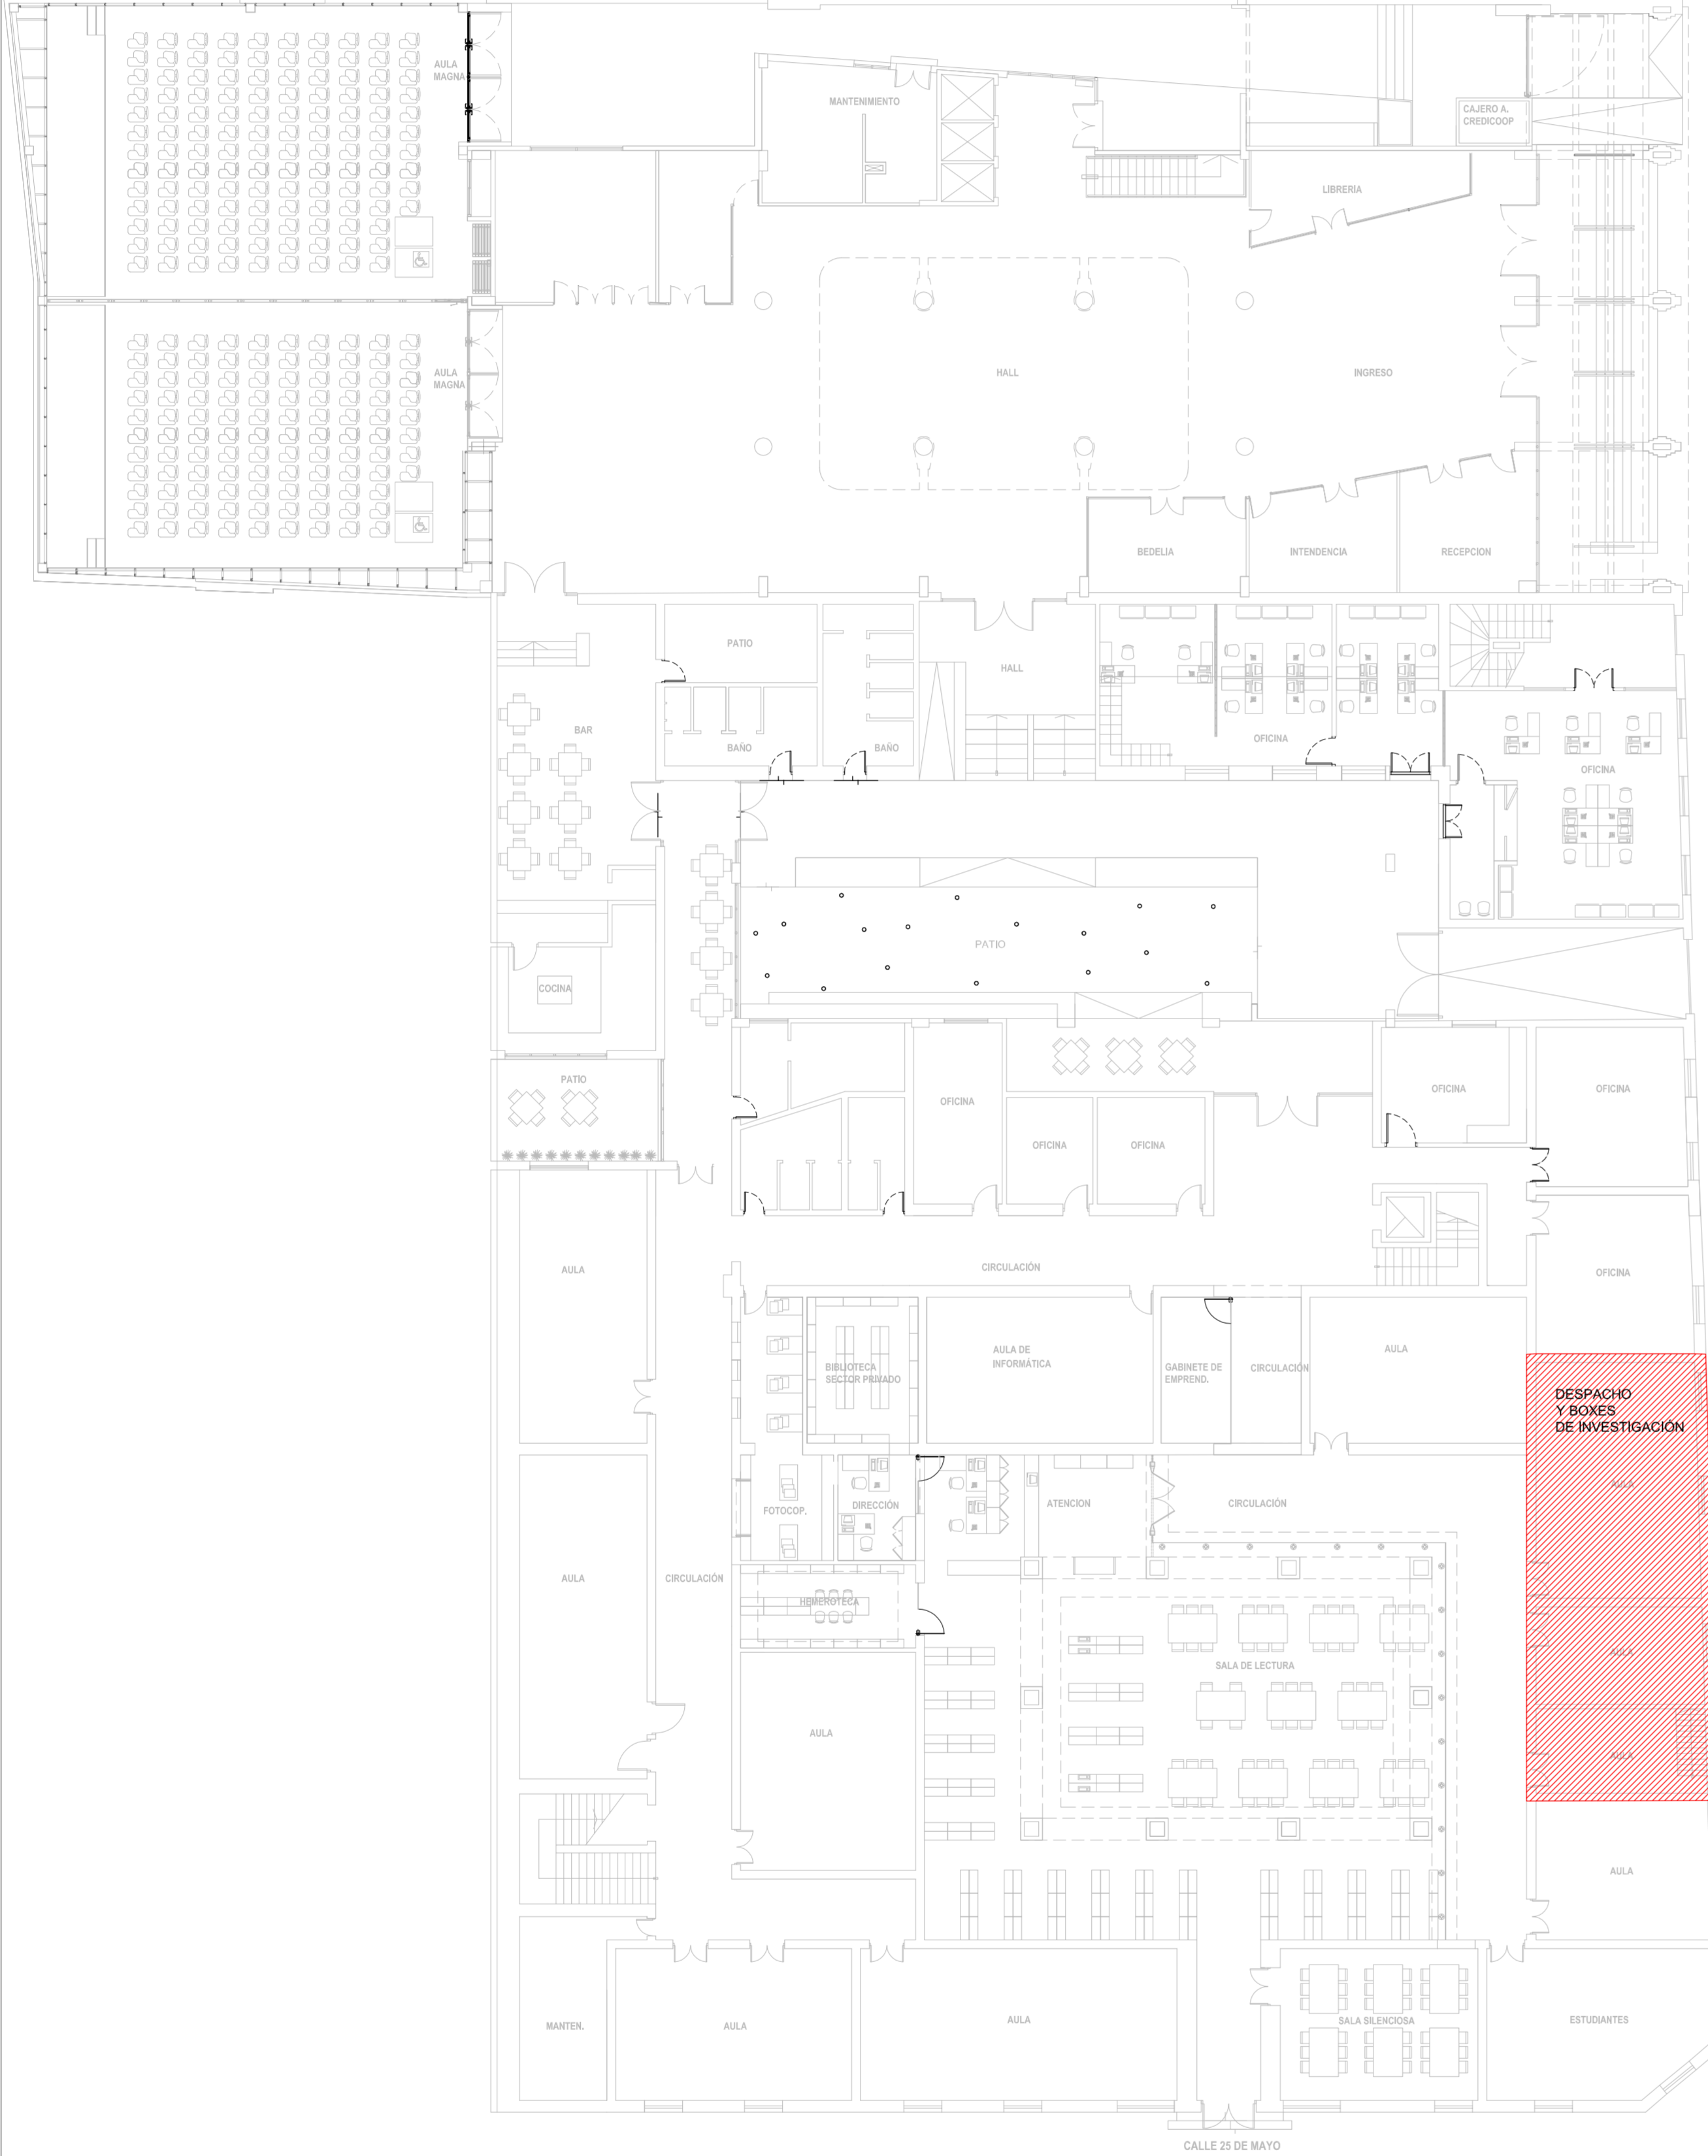 AULA
MAGNA
MANTENIMIENTO
CAJERO A.
CREDICOOP
LIBRERIA
AULA
MAGNA
HALL
INGRESO
BEDELIA
INTENDENCIA
RECEPCION
PATIO
HALL
BAR
BAÑO
BAÑO
OFICINA
OFICINA
PATIO
COCINA
PATIO
OFICINA
OFICINA
OFICINA
OFICINA
OFICINA
CIRCULACIÓN
AULA
OFICINA
AULA DE
INFORMÁTICA
AULA
BIBLIOTECA
SECTOR PRIVADO
GABINETE DE
EMPREND.
CIRCULACIÓN
DESPACHO
Y BOXES
DE INVESTIGACIÓN
AULA
FOTOCOP.
DIRECCIÓN
ATENCION
CIRCULACIÓN
AULA
CIRCULACIÓN
HEMEROTECA
AULA
SALA DE LECTURA
AULA
AULA
AULA
MANTEN.
AULA
AULA
SALA SILENCIOSA
ESTUDIANTES
CALLE 25 DE MAYO